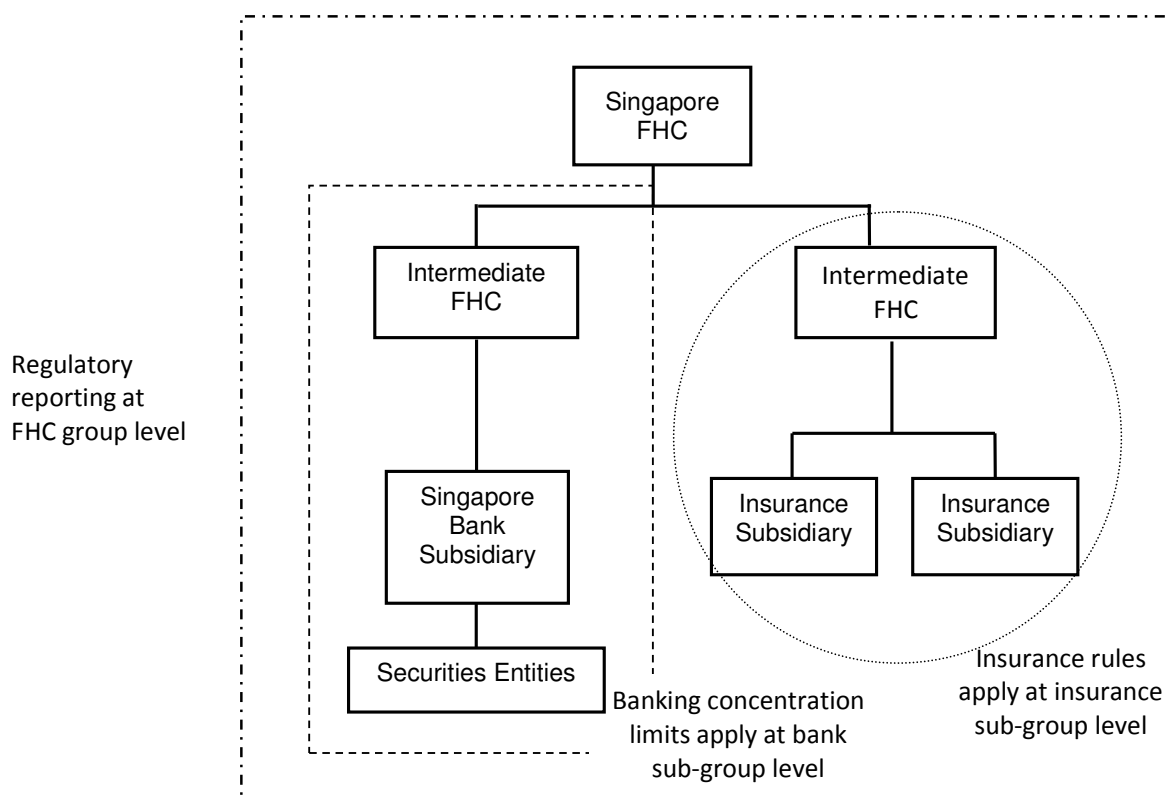 Singapore
FHC
Intermediate
FHC
Intermediate
FHC
Regulatory
reporting at
FHC group level
Singapore
Bank
Subsidiary
Insurance
Subsidiary
Insurance
Subsidiary
Securities Entities
Banking concentration
limits apply at bank
sub-group level
Insurance rules
apply at insurance
sub-group level